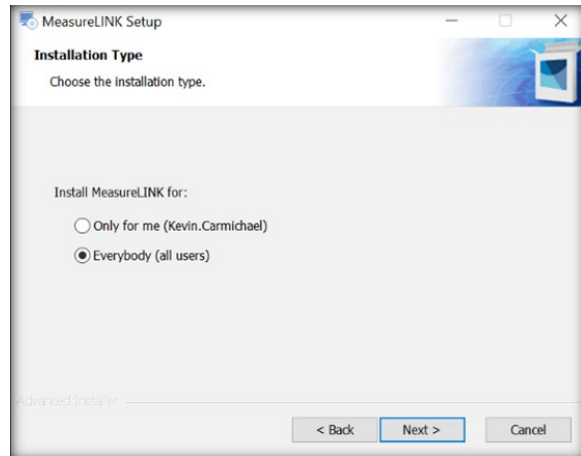 MeasureLINK Setup
Installation Type
Choose the installation type.
Install MeasureLINK for:
Only for me (Kevin.Carmichael)
Everybody (all users)
Advanced Installer
< Back Next > Cancel